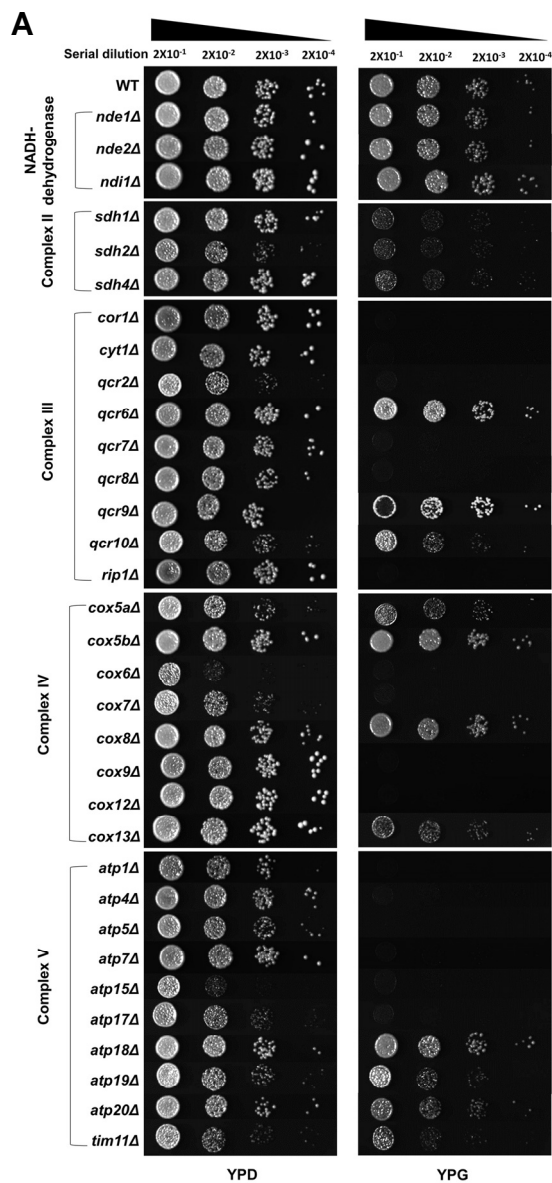 A
Serial dilution 2X10⁻¹ 2X10⁻² 2X10⁻³ 2X10⁻⁴ 2X10⁻¹ 2X10⁻² 2X10⁻³ 2X10⁻⁴
NADH-dehydrogenase
WT
nde1Δ
nde2Δ
ndi1Δ
Complex II
sdh1Δ
sdh2Δ
sdh4Δ
Complex III
cor1Δ
cyt1Δ
qcr2Δ
qcr6Δ
qcr7Δ
qcr8Δ
qcr9Δ
qcr10Δ
rip1Δ
Complex IV
cox5aΔ
cox5bΔ
cox6Δ
cox7Δ
cox8Δ
cox9Δ
cox12Δ
cox13Δ
Complex V
atp1Δ
atp4Δ
atp5Δ
atp7Δ
atp15Δ
atp17Δ
atp18Δ
atp19Δ
atp20Δ
tim11Δ
YPD YPG